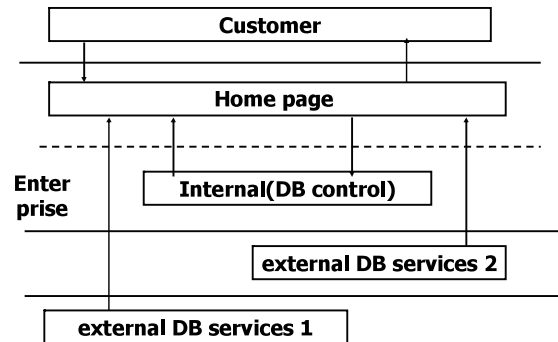 Customer
Home page
Internal(DB control)
Enter
prise
external DB services 2
external DB services 1